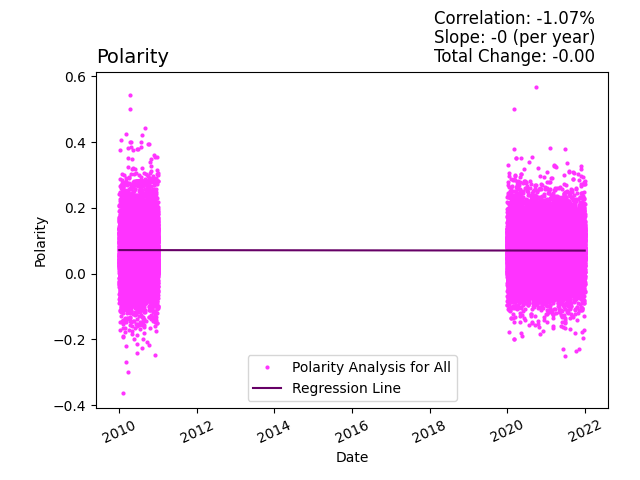 Correlation: -1.07%
Slope: -0 (per year)
Total Change: -0.00
Polarity
0.6
0.4
0.2
0.0
−0.2
−0.4
Polarity
Polarity Analysis for All
Regression Line
2010
2012
2014
2016
2018
2020
2022
Date